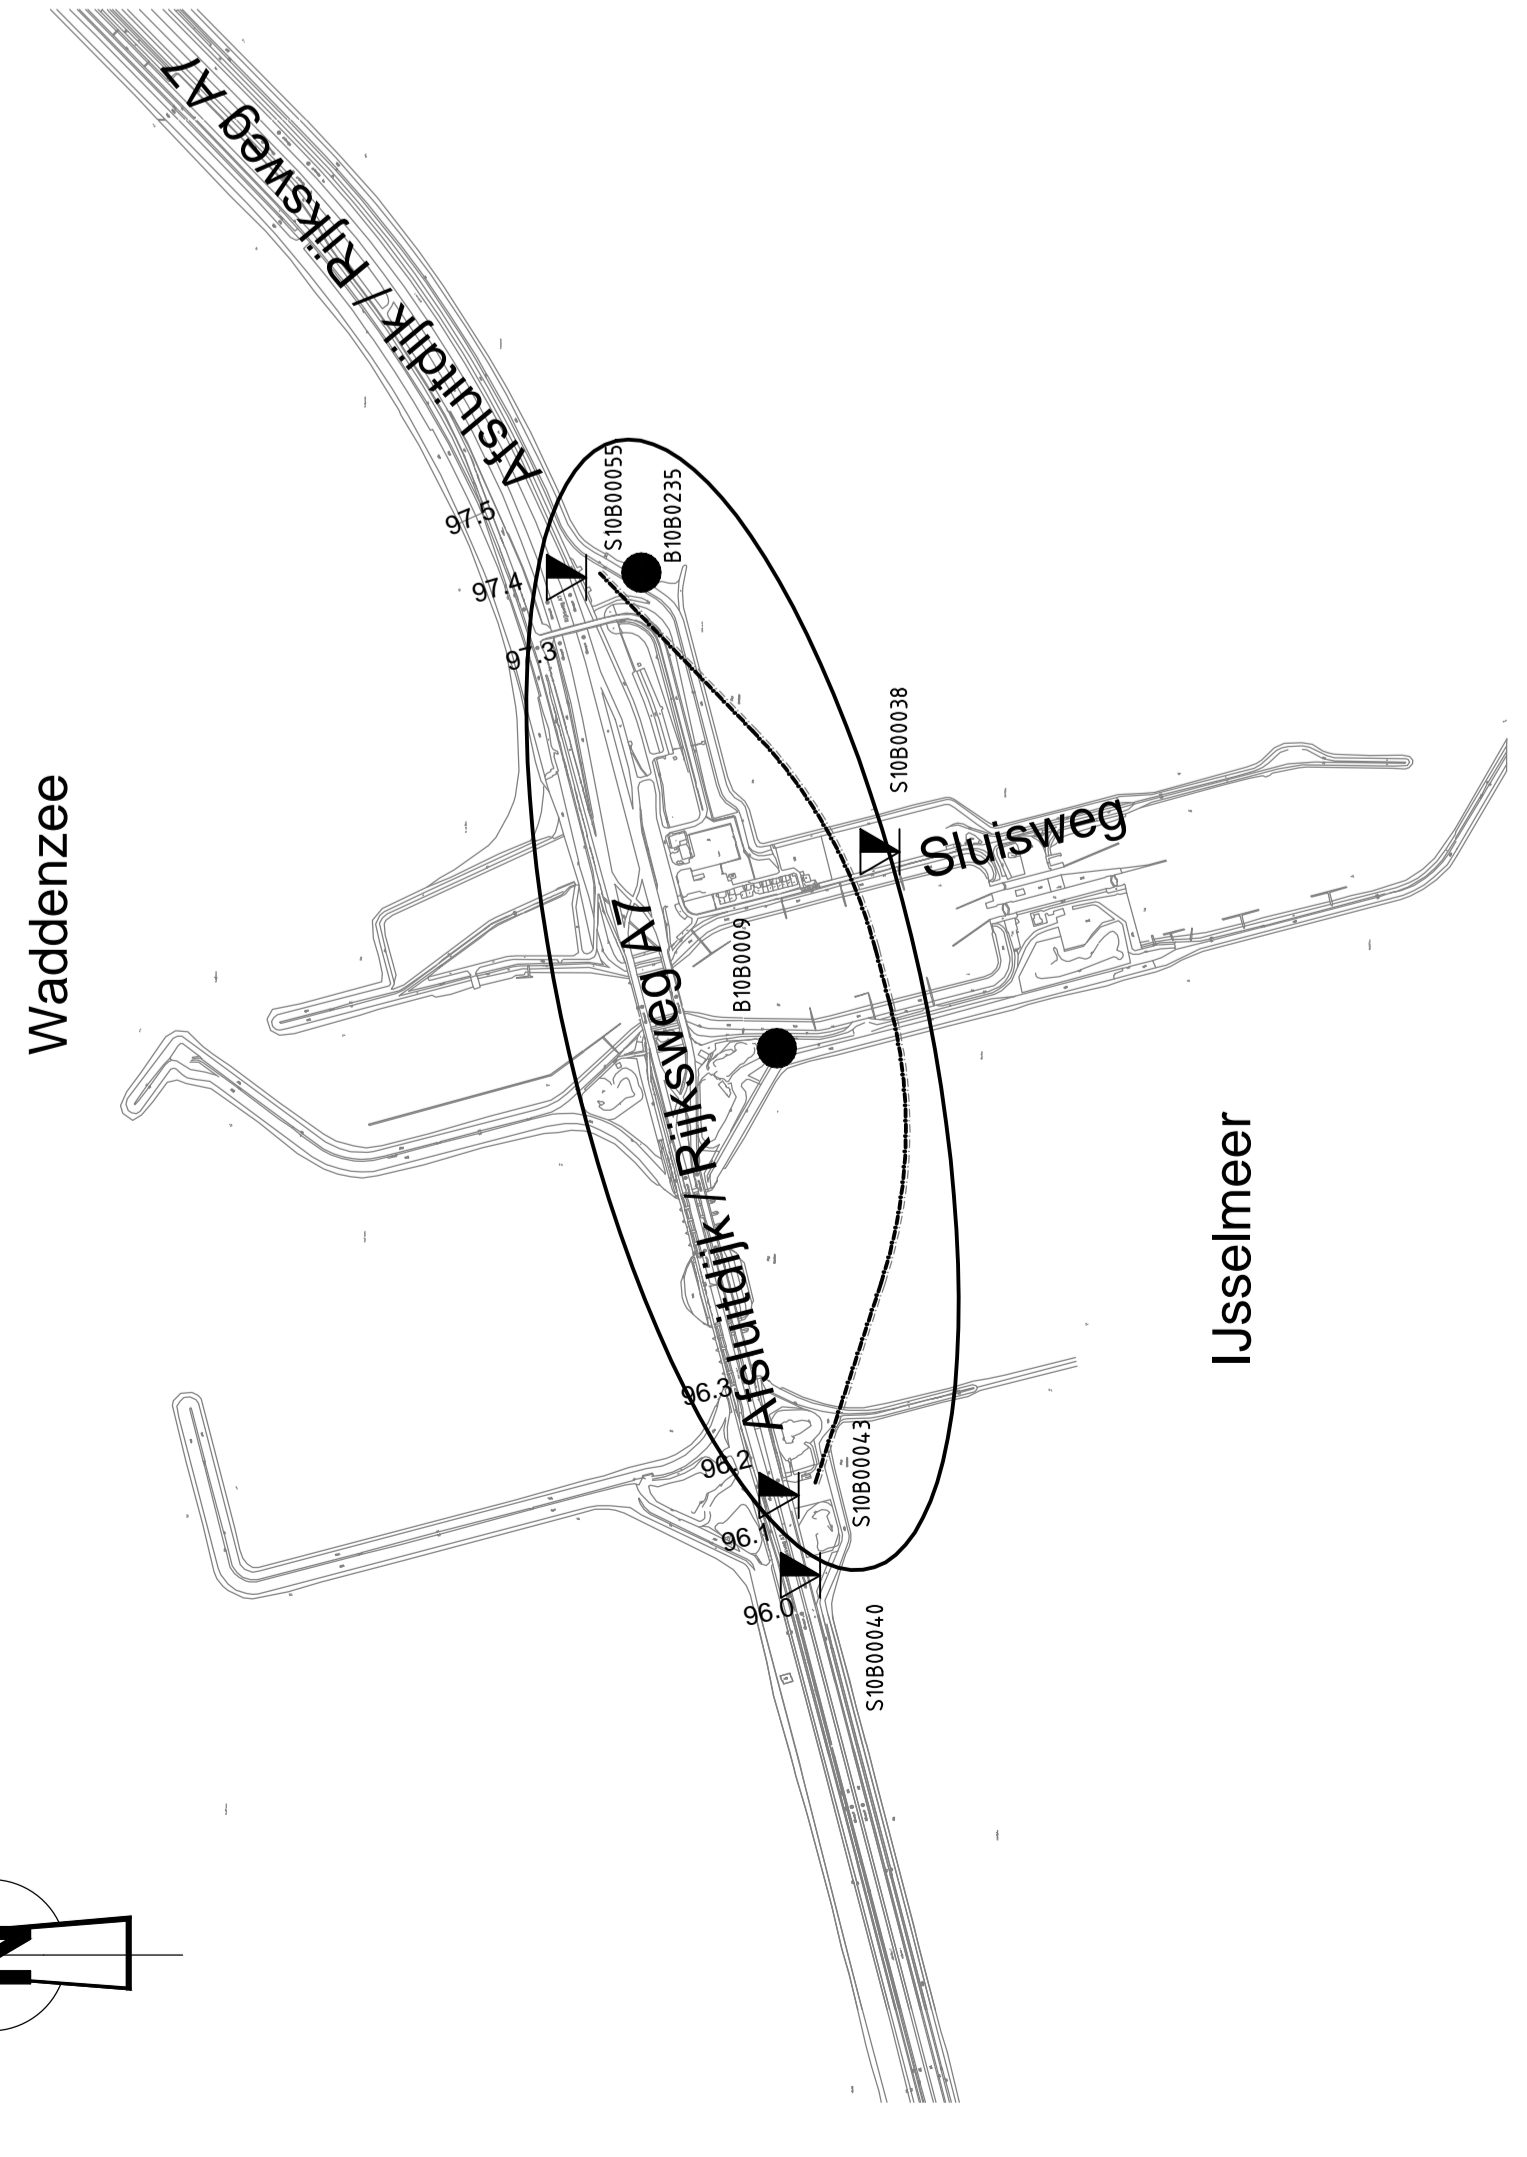 Waddenzee
Afsluitdijk / Rijksweg A7
97.5
97.4
97.3
S10B00055
B10B0235
S10B00038
Sluisweg
B10B0009
Afsluitdijk / Rijksweg A7
IJsselmeer
96.3
96.2
96.1
96.0
S10B00043
S10B00040
N